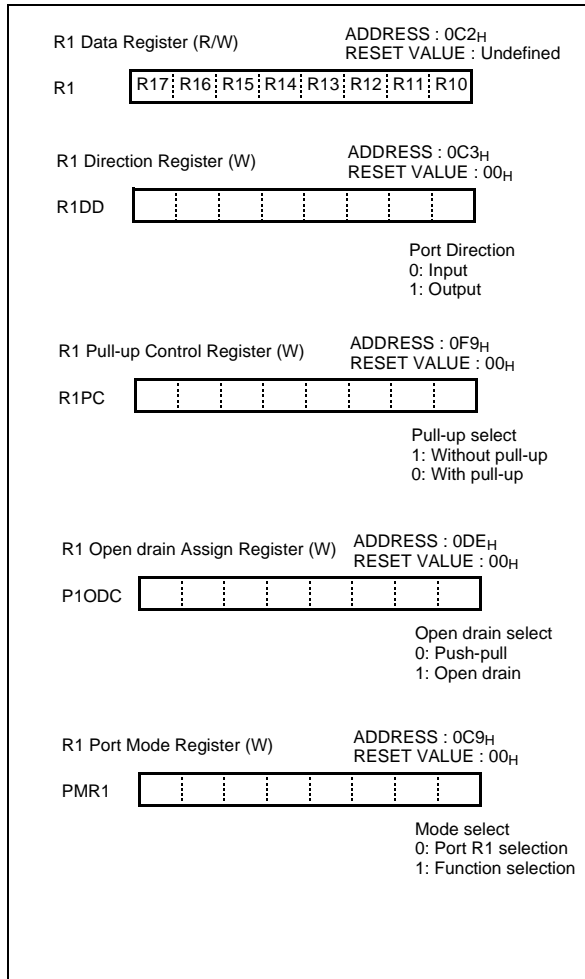 R1 Data Register (R/W)
ADDRESS : 0C2H
RESET VALUE : Undefined
R1
R17 R16 R15 R14 R13 R12 R11 R10
R1 Direction Register (W)
ADDRESS : 0C3H
RESET VALUE : 00H
R1DD
Port Direction
0: Input
1: Output
R1 Pull-up Control Register (W)
ADDRESS : 0F9H
RESET VALUE : 00H
R1PC
Pull-up select
1: Without pull-up
0: With pull-up
R1 Open drain Assign Register (W)
ADDRESS : 0DEH
RESET VALUE : 00H
P1ODC
Open drain select
0: Push-pull
1: Open drain
R1 Port Mode Register (W)
ADDRESS : 0C9H
RESET VALUE : 00H
PMR1
Mode select
0: Port R1 selection
1: Function selection